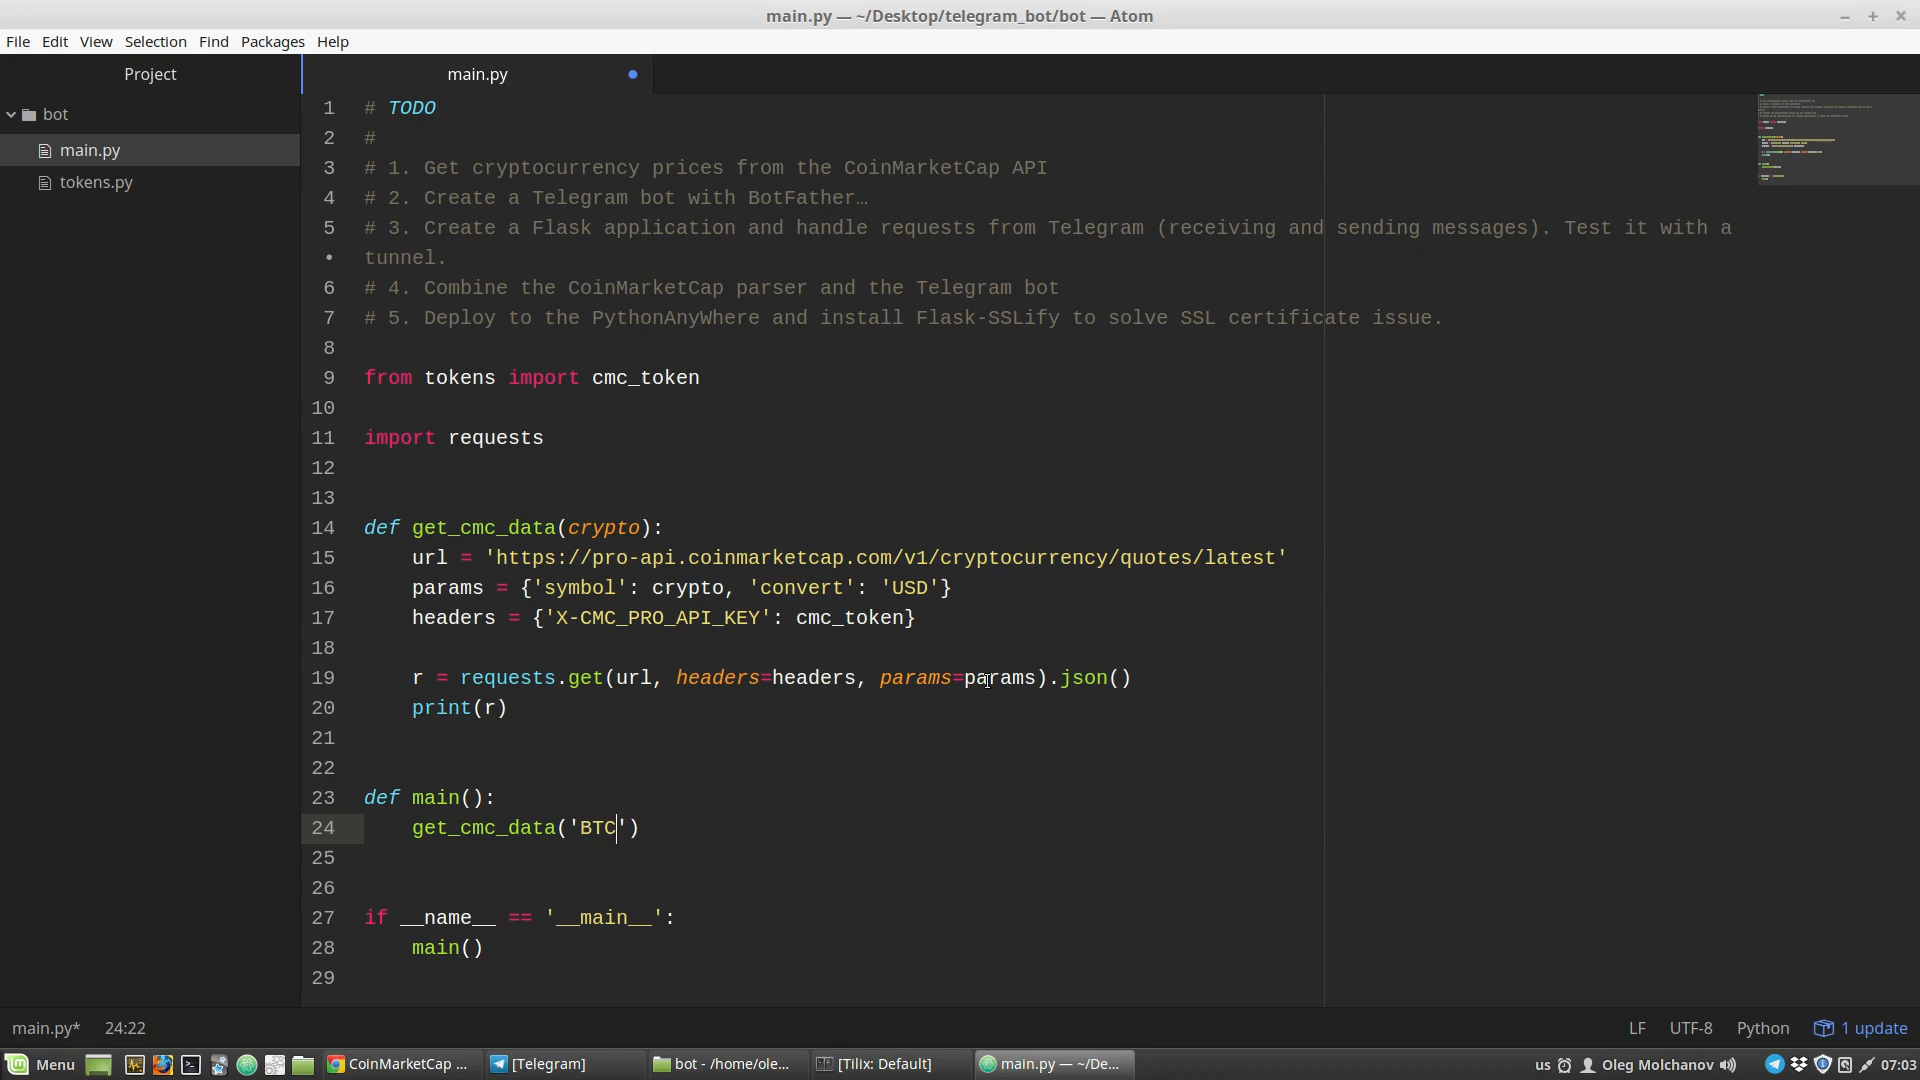 main.py — ~/Desktop/telegram_bot/bot — Atom
File Edit View Selection Find Packages Help
Project
main.py
bot
main.py
tokens.py
1 # TODO
2 #
3 # 1. Get cryptocurrency prices from the CoinMarketCap API
4 # 2. Create a Telegram bot with BotFather…
5 # 3. Create a Flask application and handle requests from Telegram (receiving and sending messages). Test it with a
• tunnel.
6 # 4. Combine the CoinMarketCap parser and the Telegram bot
7 # 5. Deploy to the PythonAnyWhere and install Flask-SSLify to solve SSL certificate issue.
8
9 from tokens import cmc_token
10
11 import requests
12
13
14 def get_cmc_data(crypto):
15     url = 'https://pro-api.coinmarketcap.com/v1/cryptocurrency/quotes/latest'
16     params = {'symbol': crypto, 'convert': 'USD'}
17     headers = {'X-CMC_PRO_API_KEY': cmc_token}
18
19     r = requests.get(url, headers=headers, params=params).json()
20     print(r)
21
22
23 def main():
24     get_cmc_data('BTC')
25
26
27 if __name__ == '__main__':
28     main()
29
main.py* 24:22 LF UTF-8 Python 1 update
Menu CoinMarketCap ... [Telegram] bot - /home/ole... [Tilix: Default] main.py — ~/De... us Oleg Molchanov 07:03